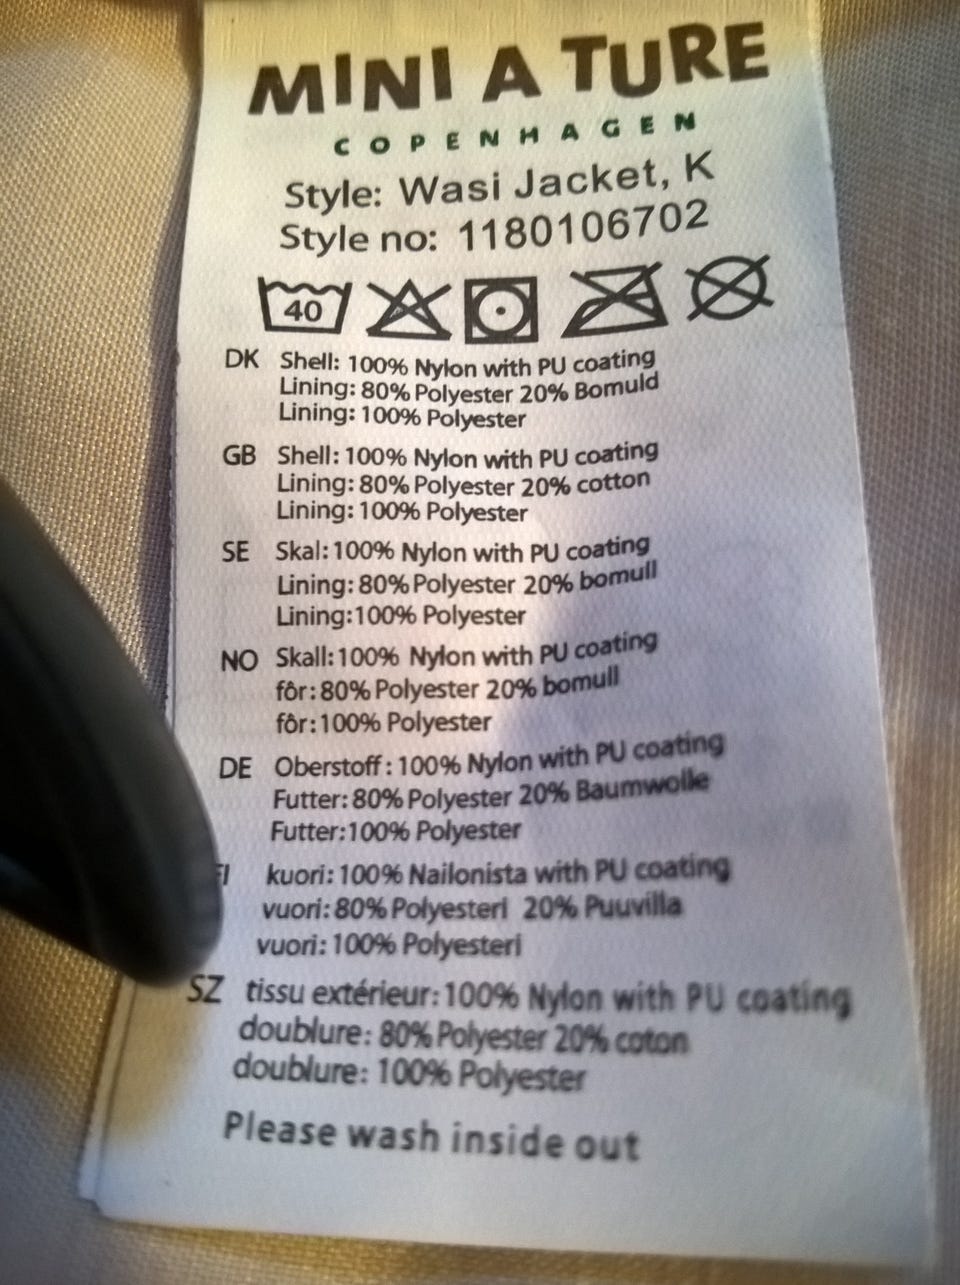 MINI A TURE
COPENHAGEN
Style: Wasi Jacket, K
Style no: 1180106702
40
DK Shell: 100% Nylon with PU coating
Lining: 80% Polyester 20% Bomuld
Lining: 100% Polyester
GB Shell: 100% Nylon with PU coating
Lining: 80% Polyester 20% cotton
Lining: 100% Polyester
SE Skal: 100% Nylon with PU coating
Lining: 80% Polyester 20% bomull
Lining: 100% Polyester
NO Skall: 100% Nylon with PU coating
fôr: 80% Polyester 20% bomull
fôr: 100% Polyester
DE Oberstoff: 100% Nylon with PU coating
Futter: 80% Polyester 20% Baumwolle
Futter: 100% Polyester
FI kuori: 100% Nailonista with PU coating
vuori: 80% Polyesteri 20% Puuvilla
vuori: 100% Polyesteri
SZ tissu extérieur: 100% Nylon with PU coating
doublure: 80% Polyester 20% coton
doublure: 100% Polyester
Please wash inside out